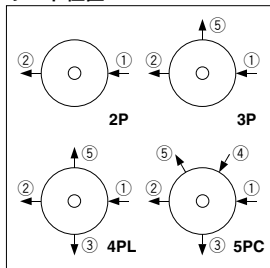 ⑤
② ① ② ①
2P 3P
⑤ ⑤ ④
② ① ② ①
③ ③
4PL 5PC